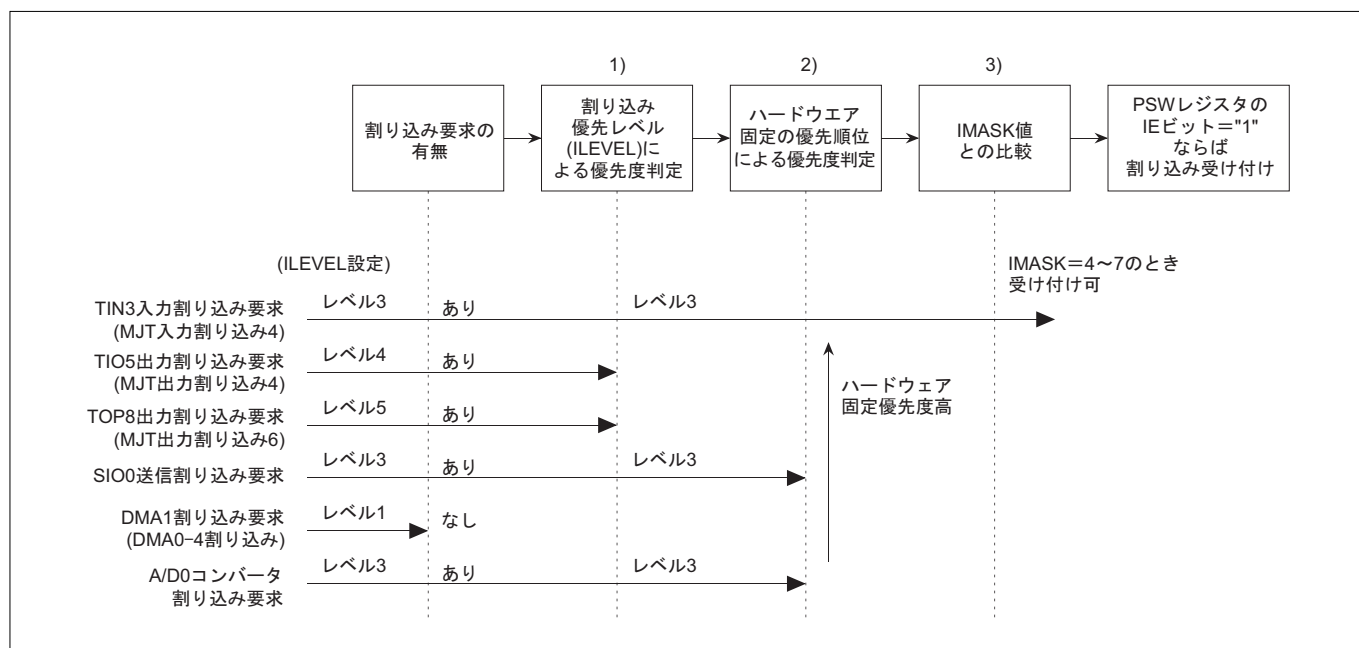 1)
2)
3)
割り込み要求の
有無
割り込み
優先レベル
(ILEVEL)に
よる優先度判定
ハードウエア
固定の優先順位
による優先度判定
IMASK値
との比較
PSWレジスタの
IEビット＝"1"
ならば
割り込み受け付け
(ILEVEL設定)
IMASK＝4～7のとき
受け付け可
TIN3入力割り込み要求
(MJT入力割り込み4)
レベル3
あり
レベル3
TIO5出力割り込み要求
(MJT出力割り込み4)
レベル4
あり
ハードウェア
固定優先度高
TOP8出力割り込み要求
(MJT出力割り込み6)
レベル5
あり
SIO0送信割り込み要求
レベル3
あり
レベル3
DMA1割り込み要求
(DMA0-4割り込み)
レベル1
なし
A/D0コンバータ
割り込み要求
レベル3
あり
レベル3